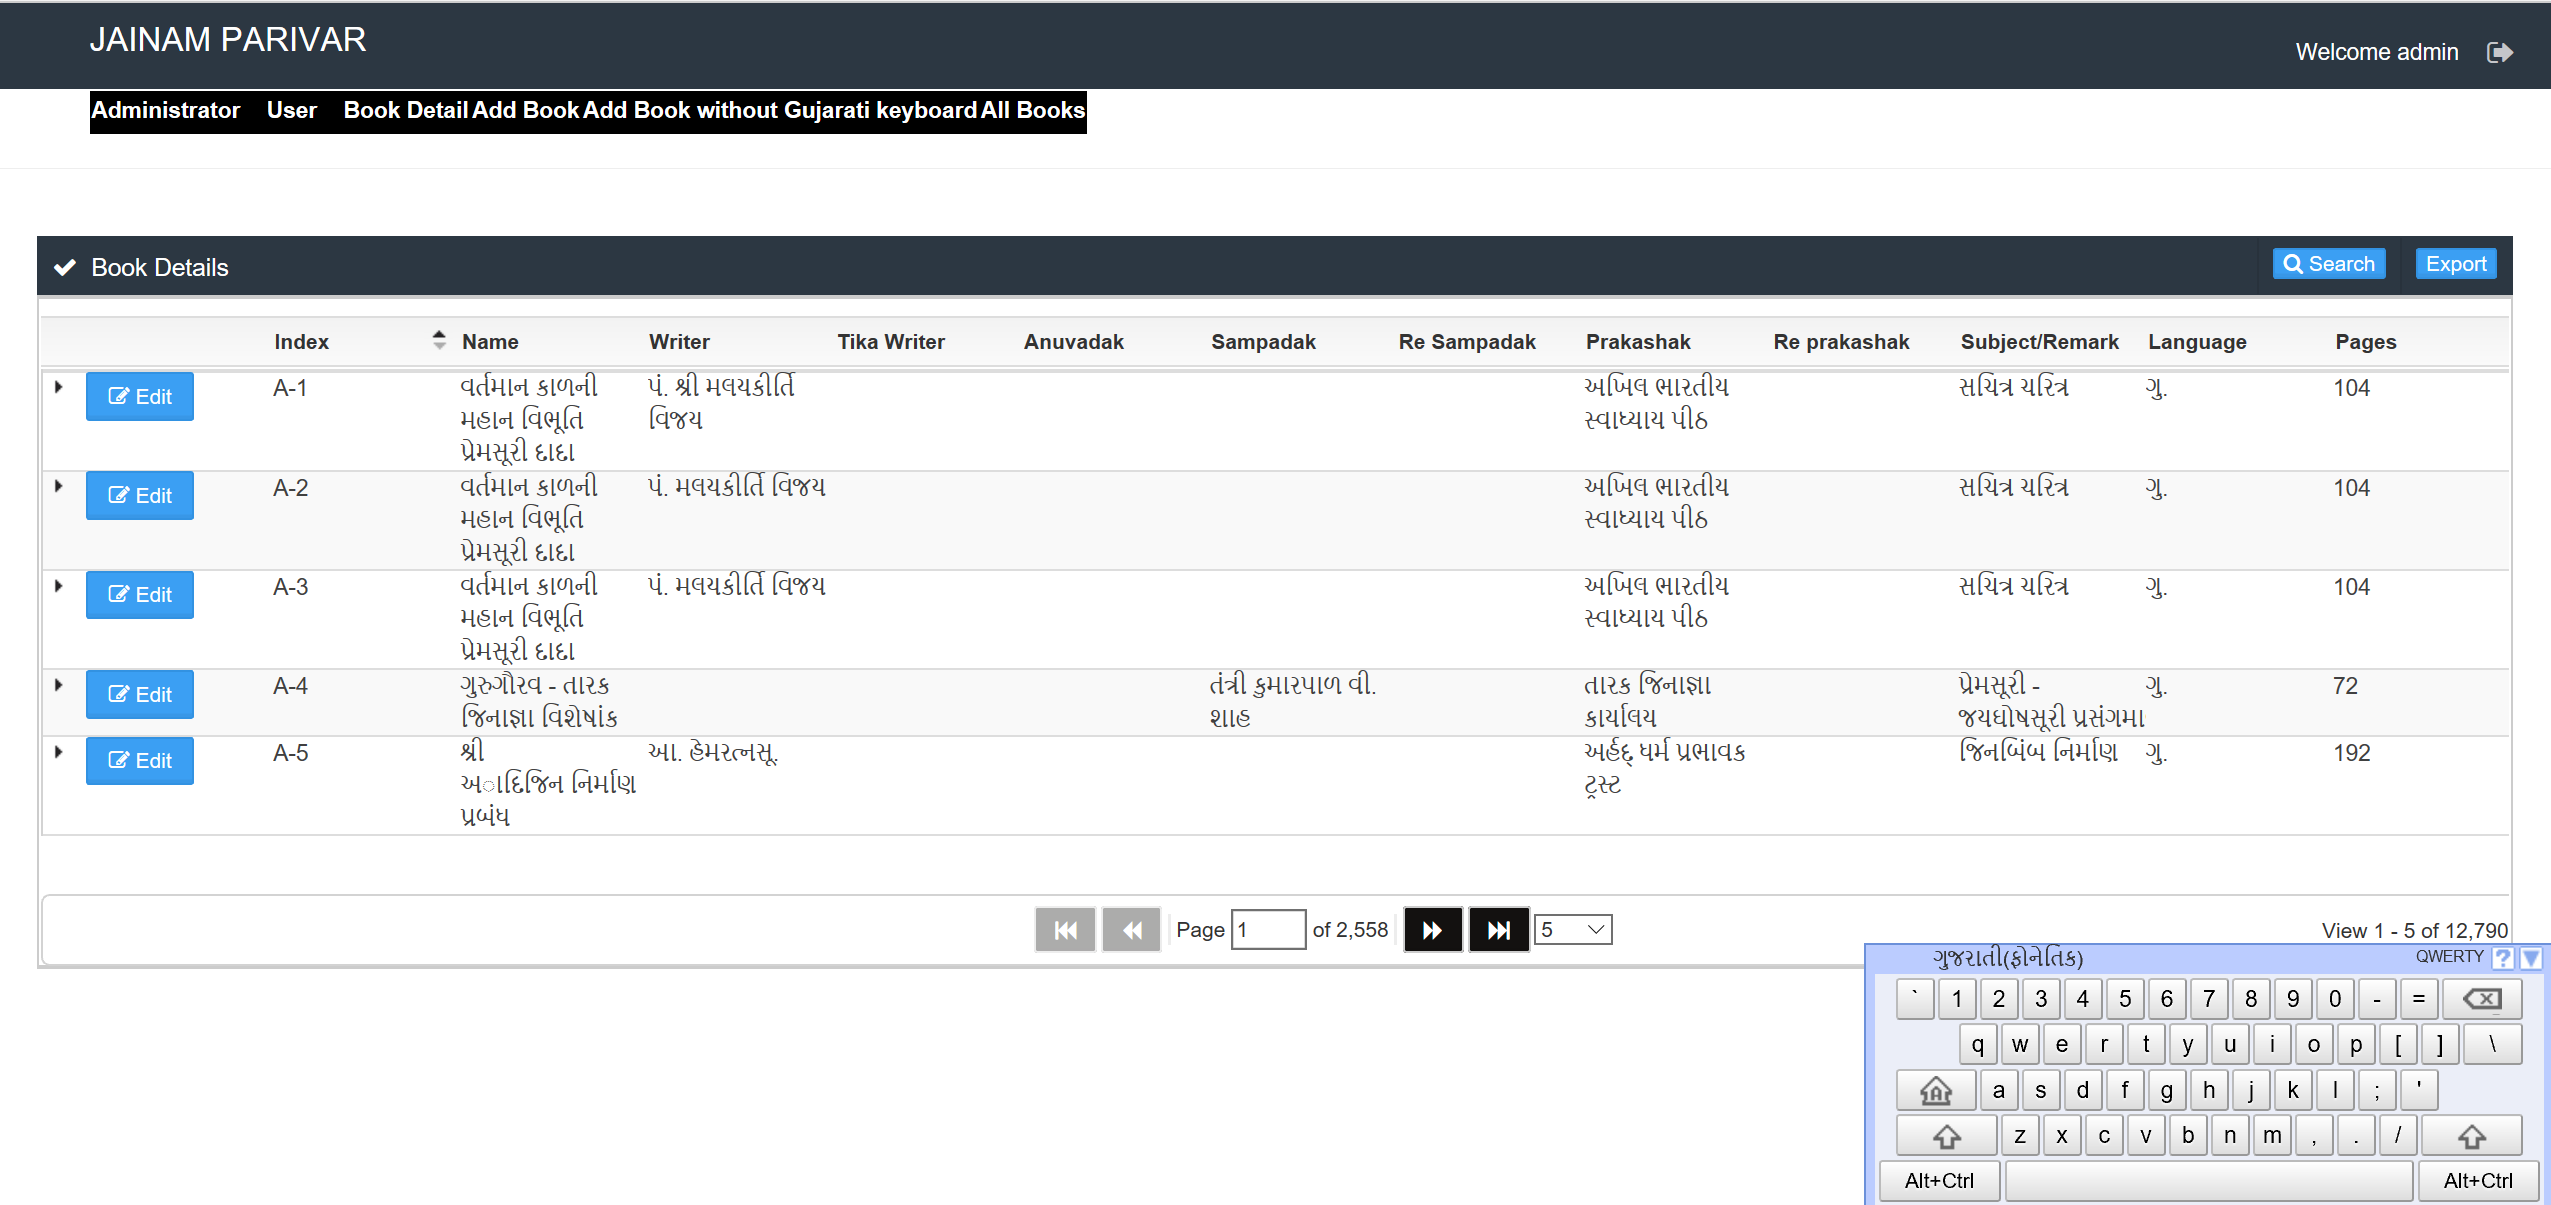 JAINAM PARIVAR
Welcome admin
Administrator User Book Detail Add Book Add Book without Gujarati keyboard All Books
Book Details
Search Export
Index Name Writer Tika Writer Anuvadak Sampadak Re Sampadak Prakashak Re prakashak Subject/Remark Language Pages
Edit A-1 વર્તમાન કાળની પં. શ્રી મલયકીર્તિ અખિલ ભારતીય સચિત્ર ચરિત્ર ગુ. 104
મહાન વિભૂતિ વિજય સ્વાધ્યાય પીઠ
પ્રેમસૂરી દાદા
Edit A-2 વર્તમાન કાળની પં. મલયકીર્તિ વિજય અખિલ ભારતીય સચિત્ર ચરિત્ર ગુ. 104
મહાન વિભૂતિ સ્વાધ્યાય પીઠ
પ્રેમસૂરી દાદા
Edit A-3 વર્તમાન કાળની પં. મલયકીર્તિ વિજય અખિલ ભારતીય સચિત્ર ચરિત્ર ગુ. 104
મહાન વિભૂતિ સ્વાધ્યાય પીઠ
પ્રેમસૂરી દાદા
Edit A-4 ગુરુગૌરવ - તારક તંત્રી કુમારપાળ વી. તારક જિનાજ્ઞા પ્રેમસૂરી - ગુ. 72
જિનાજ્ઞા વિશેષાંક શાહ કાર્યાલય જયઘોષસૂરી પ્રસંગમા
Edit A-5 શ્રી આ. હેમરત્નસૂ. અર્હદ્ ધર્મ પ્રભાવક જિનબિંબ નિર્માણ ગુ. 192
અાદિજિન નિર્માણ ટ્રસ્ટ
પ્રબંધ
Page 1 of 2,558 5 View 1 - 5 of 12,790
ગુજરાતી(ફોનેતિક) QWERTY ?
` 1 2 3 4 5 6 7 8 9 0 - =
q w e r t y u i o p [ ] \
a s d f g h j k l ; '
z x c v b n m , . /
Alt+Ctrl Alt+Ctrl